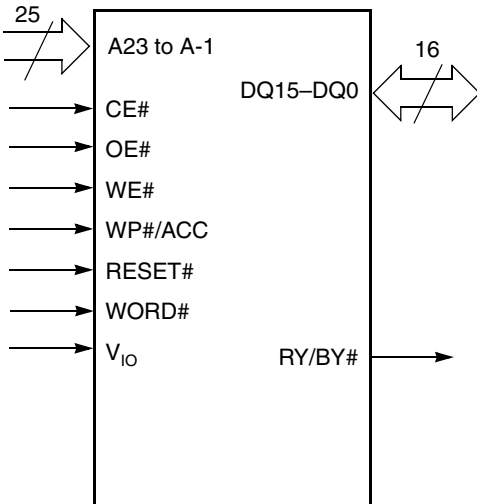 25
A23 to A-1
16
DQ15–DQ0
CE#
OE#
WE#
WP#/ACC
RESET#
WORD#
VIO
RY/BY#